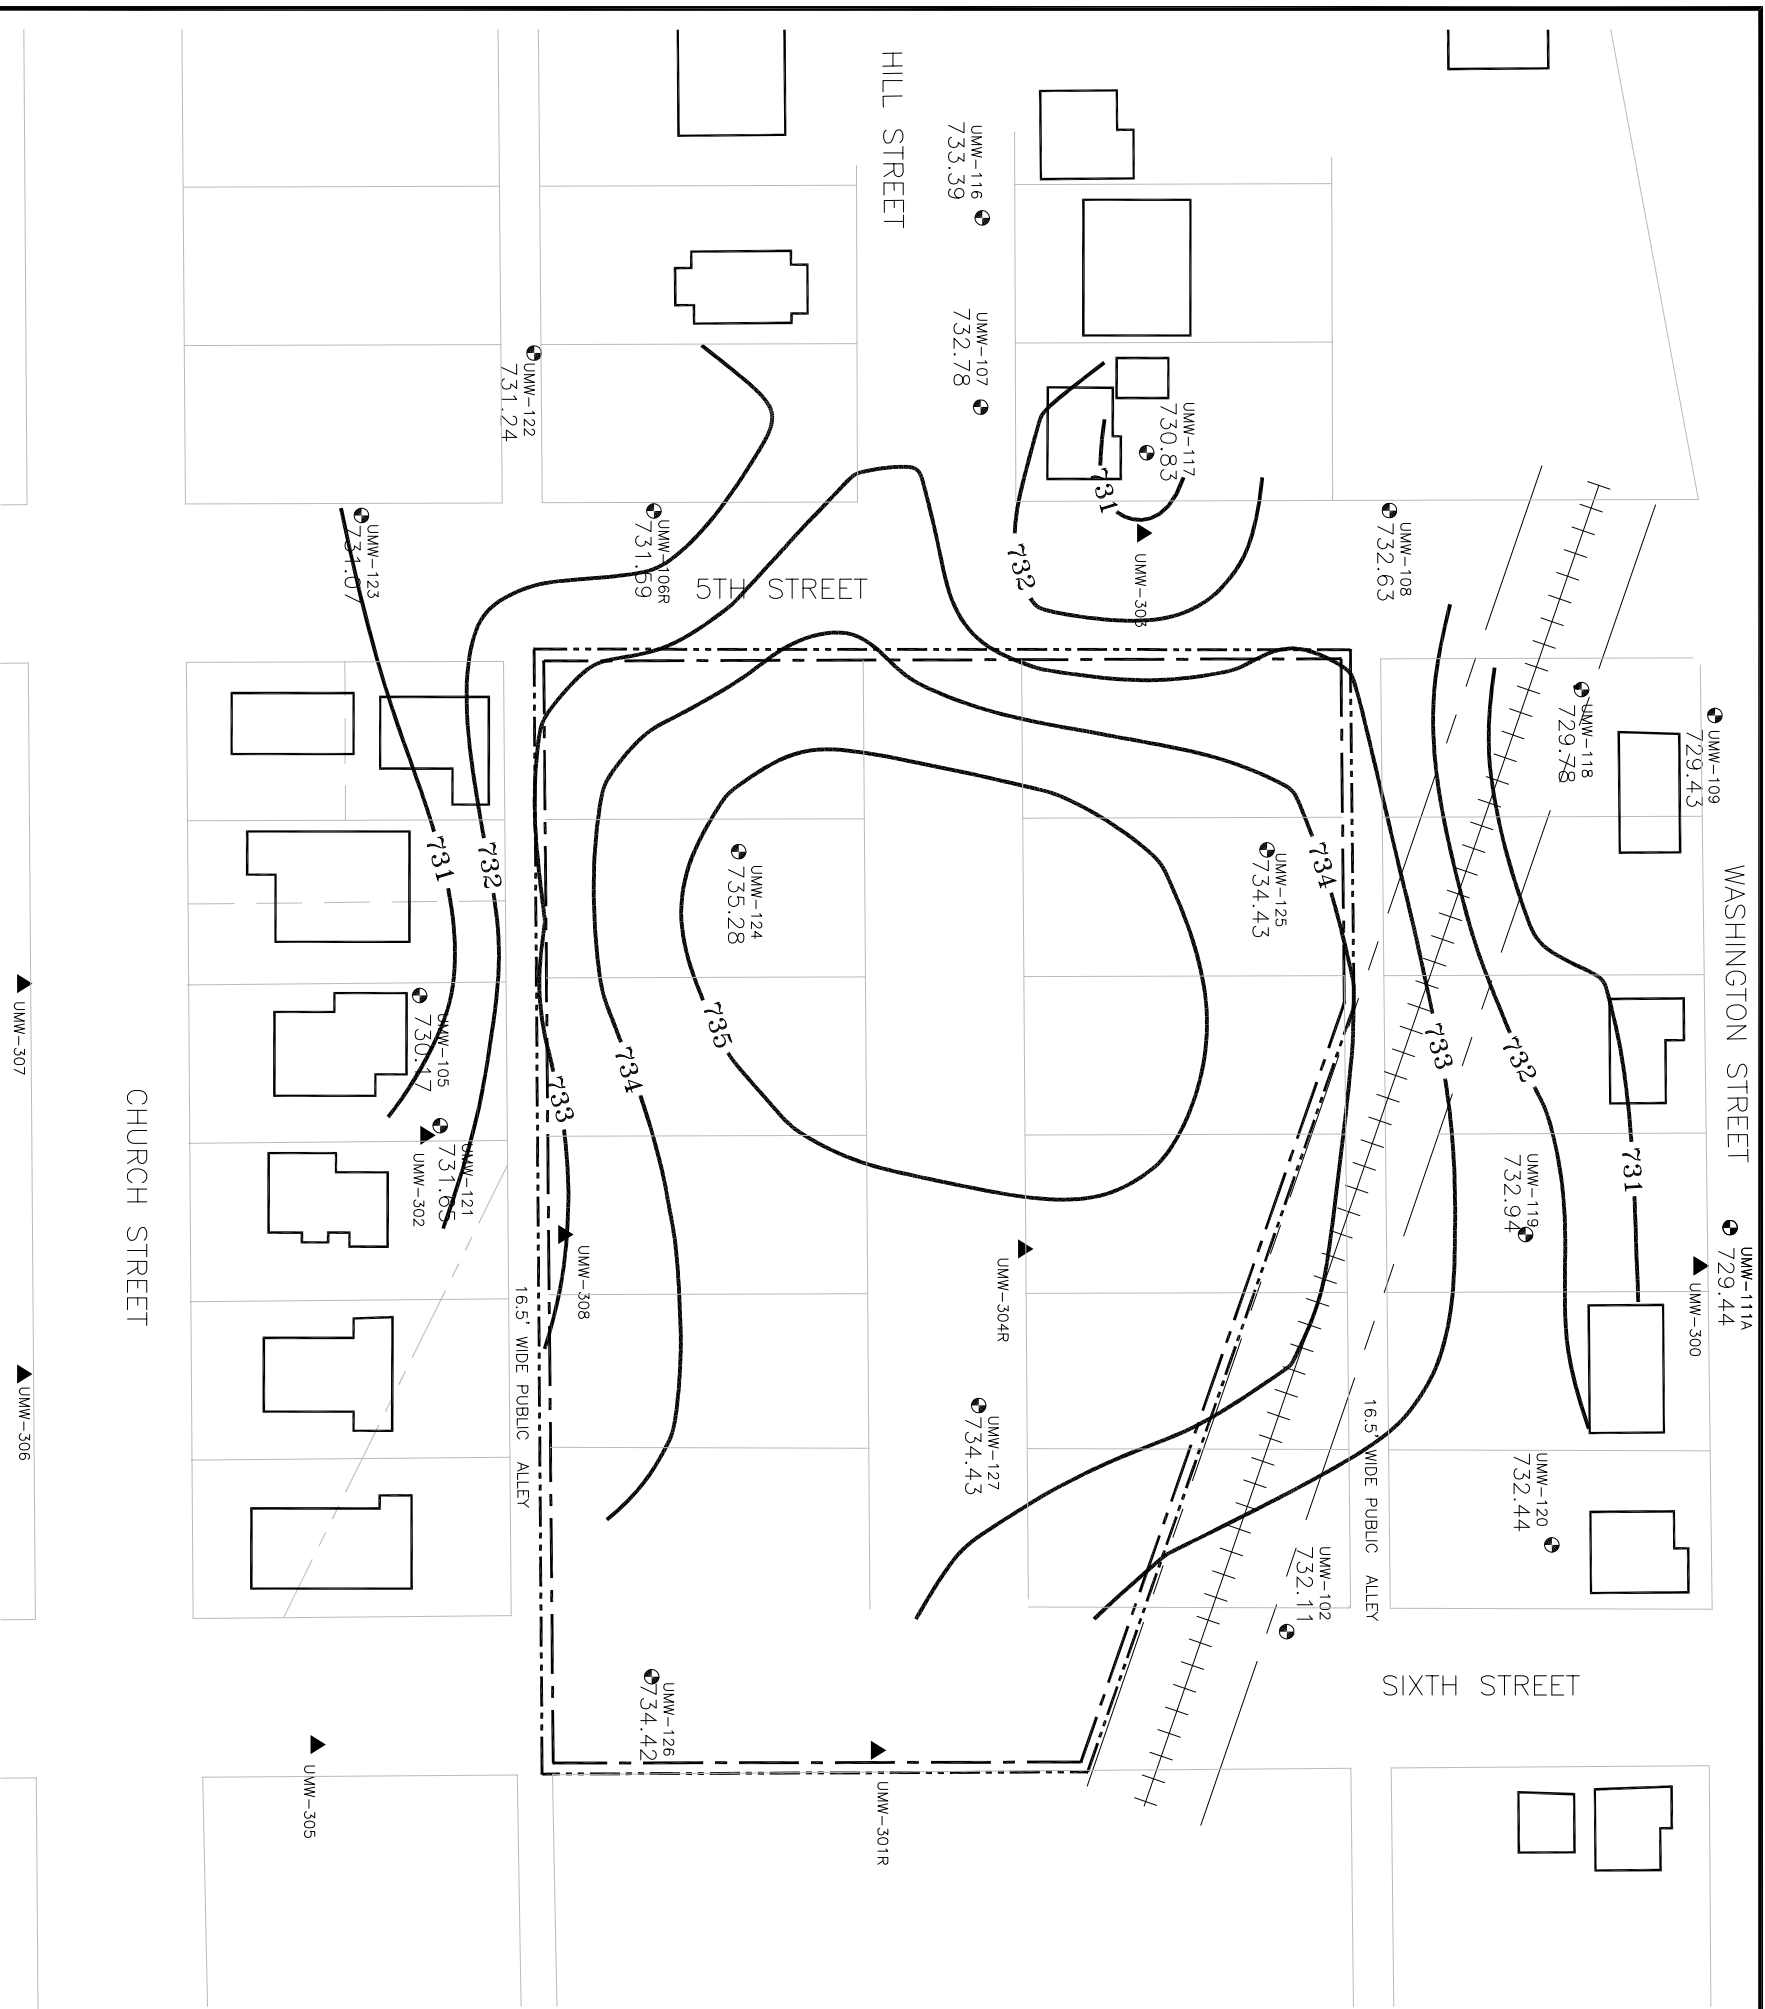 HILL STREET
UMW-116
733.39
UMW-107
732.78
UMW-122
731.24
UMW-117
730.83
731
UMW-123
731.07
UMW-106R
731.69
5TH STREET
732
UMW-303
UMW-108
732.63
UMW-118
729.78
UMW-109
729.43
731
732
UMW-124
735.28
UMW-125
734.43
734
WASHINGTON STREET
UMW-307
UMW-105
730.17
733
734
735
733
732
CHURCH STREET
UMW-121
731.65
UMW-302
UMW-119
732.94
731
UMW-308
UMW-304R
UMW-111A
729.44
UMW-300
16.5' WIDE PUBLIC ALLEY
UMW-306
UMW-127
734.43
16.5' WIDE PUBLIC ALLEY
UMW-120
732.44
UMW-102
732.11
UMW-126
734.42
SIXTH STREET
UMW-305
UMW-301R